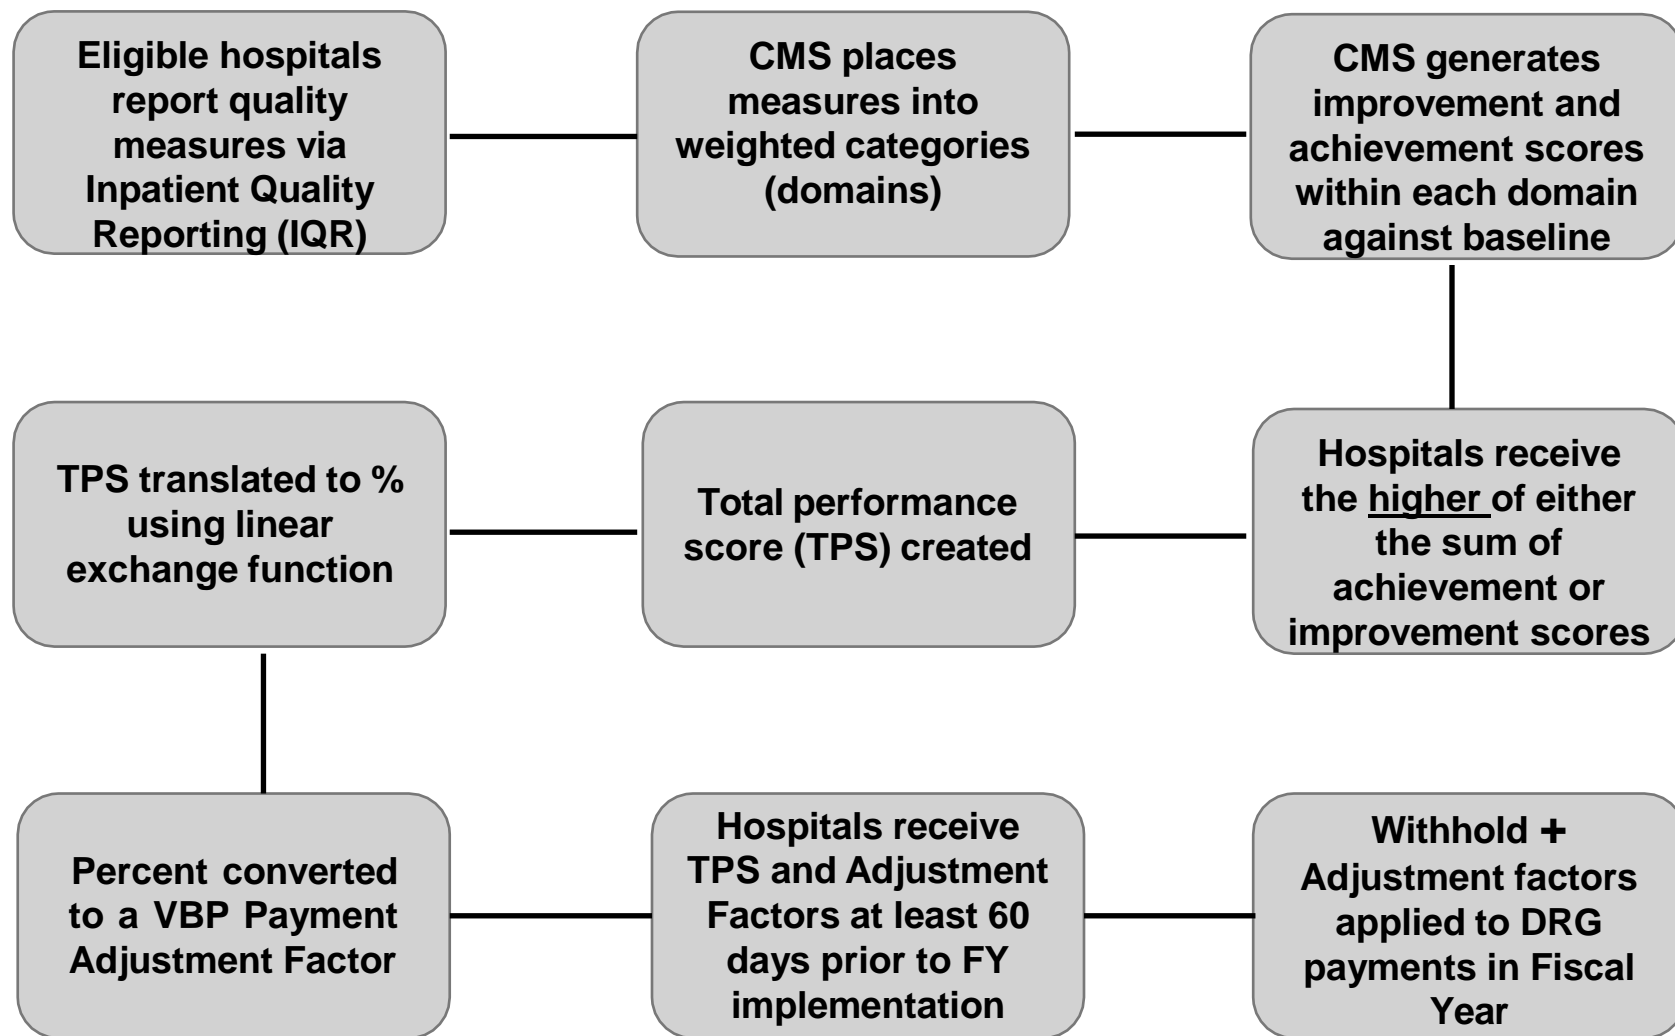 Eligible hospitals
report quality
measures via
Inpatient Quality
Reporting (IQR)
CMS places
measures into
weighted categories
(domains)
CMS generates
improvement and
achievement scores
within each domain
against baseline
Hospitals receive
the higher of either
the sum of
achievement or
improvement scores
Total performance
score (TPS) created
TPS translated to %
using linear
exchange function
Percent converted
to a VBP Payment
Adjustment Factor
Hospitals receive
TPS and Adjustment
Factors at least 60
days prior to FY
implementation
Withhold +
Adjustment factors
applied to DRG
payments in Fiscal
Year